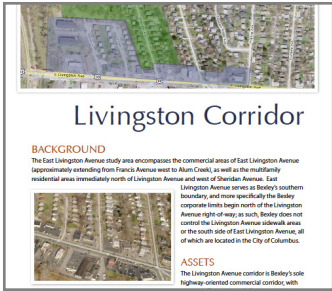 E Livingston Ave
Livingston Corridor
BACKGROUND
The East Livingston Avenue study area encompasses the commercial areas of East Livingston Avenue
(approximately extending from Francis Avenue west to Alum Creek), as well as the multifamily
residential areas immediately north of Livingston Avenue and west of Sheridan Avenue. East
Livingston Avenue serves as Bexley's southern
boundary, and more specifically the Bexley
corporate limits begin north of the Livingston
Avenue right-of-way; as such, Bexley does not
control the Livingston Avenue sidewalk areas
or the south side of East Livingston Avenue, all
of which are located in the City of Columbus.
ASSETS
The Livingston Avenue corridor is Bexley's sole
highway-oriented commercial corridor, with